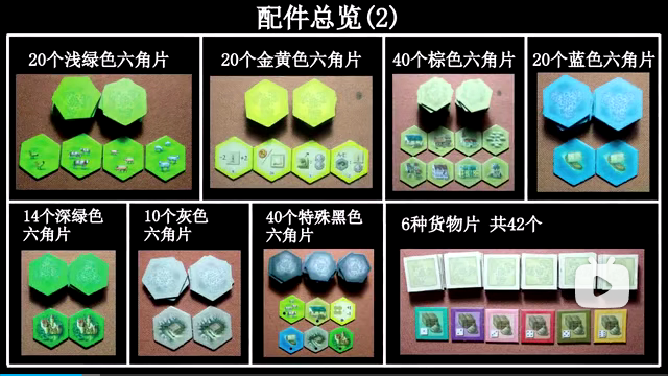 配件总览(2)
20个浅绿色六角片
20个金黄色六角片
40个棕色六角片
20个蓝色六角片
14个深绿色
六角片
10个灰色
六角片
40个特殊黑色
六角片
6种货物片 共42个